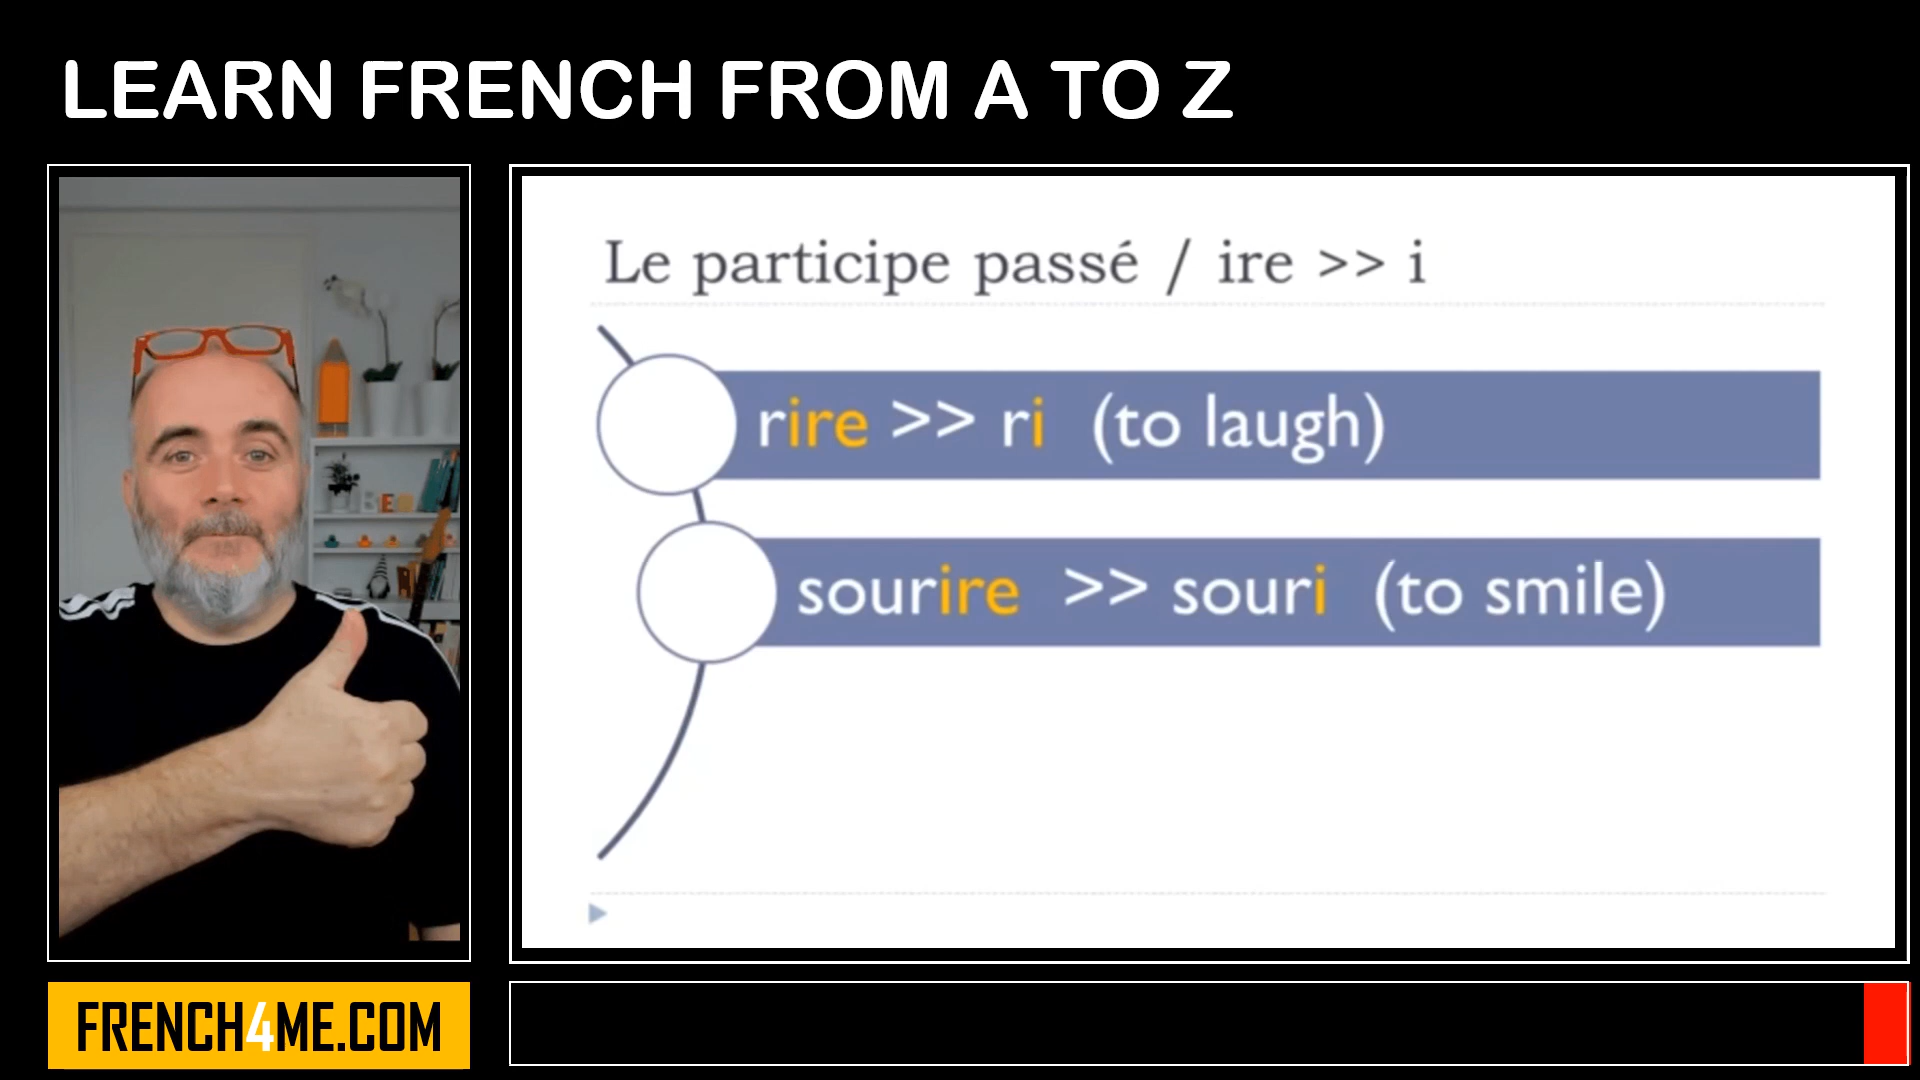 LEARN FRENCH FROM A TO Z
Le participe passé / ire >> i
rire >> ri (to laugh)
sourire >> souri (to smile)
FRENCH4ME.COM